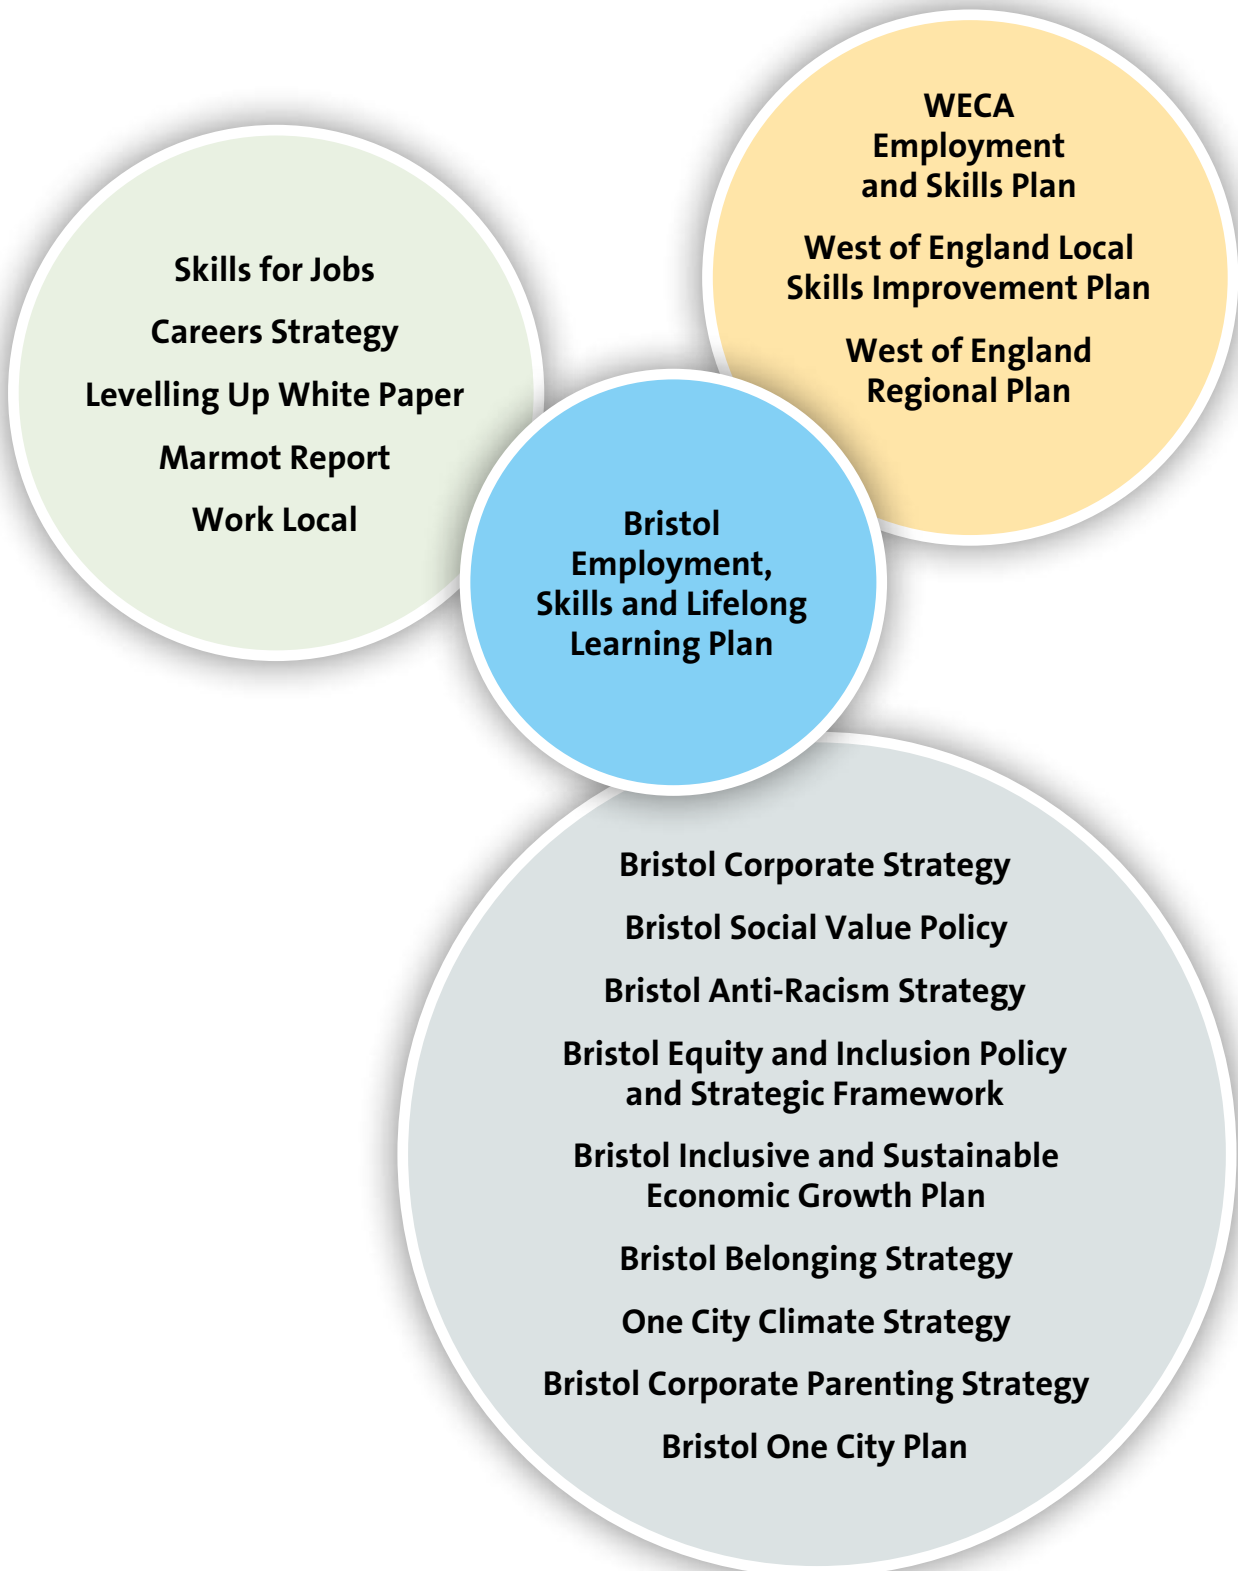 Skills for Jobs
Careers Strategy
Levelling Up White Paper
Marmot Report
Work Local
WECA
Employment
and Skills Plan
West of England Local
Skills Improvement Plan
West of England
Regional Plan
Bristol
Employment,
Skills and Lifelong
Learning Plan
Bristol Corporate Strategy
Bristol Social Value Policy
Bristol Anti-Racism Strategy
Bristol Equity and Inclusion Policy
and Strategic Framework
Bristol Inclusive and Sustainable
Economic Growth Plan
Bristol Belonging Strategy
One City Climate Strategy
Bristol Corporate Parenting Strategy
Bristol One City Plan